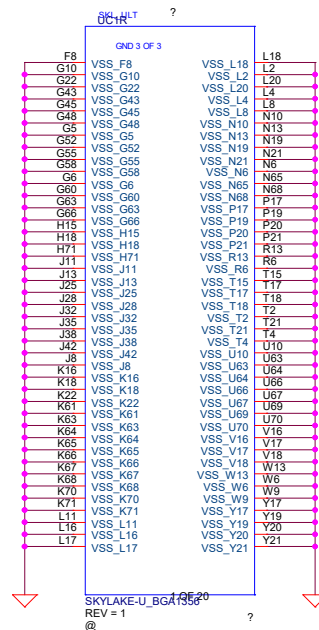 SKL_ULT
?
UC1R
GND 3 OF 3
F8 VSS_F8 VSS_L18 L18
G10 VSS_G10 VSS_L2 L2
G22 VSS_G22 VSS_L20 L20
G43 VSS_G43 VSS_L4 L4
G45 VSS_G45 VSS_L8 L8
G48 VSS_G48 VSS_N10 N10
G5 VSS_G5 VSS_N13 N13
G52 VSS_G52 VSS_N19 N19
G55 VSS_G55 VSS_N21 N21
G58 VSS_G58 VSS_N6 N6
G6 VSS_G6 VSS_N65 N65
G60 VSS_G60 VSS_N68 N68
G63 VSS_G63 VSS_P17 P17
G66 VSS_G66 VSS_P19 P19
H15 VSS_H15 VSS_P20 P20
H18 VSS_H18 VSS_P21 P21
H71 VSS_H71 VSS_R13 R13
J11 VSS_J11 VSS_R6 R6
J13 VSS_J13 VSS_T15 T15
J25 VSS_J25 VSS_T17 T17
J28 VSS_J28 VSS_T18 T18
J32 VSS_J32 VSS_T2 T2
J35 VSS_J35 VSS_T21 T21
J38 VSS_J38 VSS_T4 T4
J42 VSS_J42 VSS_U10 U10
J8 VSS_J8 VSS_U63 U63
K16 VSS_K16 VSS_U64 U64
K18 VSS_K18 VSS_U66 U66
K22 VSS_K22 VSS_U67 U67
K61 VSS_K61 VSS_U69 U69
K63 VSS_K63 VSS_U70 U70
K64 VSS_K64 VSS_V16 V16
K65 VSS_K65 VSS_V17 V17
K66 VSS_K66 VSS_V18 V18
K67 VSS_K67 VSS_W13 W13
K68 VSS_K68 VSS_W6 W6
K70 VSS_K70 VSS_W9 W9
K71 VSS_K71 VSS_Y17 Y17
L11 VSS_L11 VSS_Y19 Y19
L16 VSS_L16 VSS_Y20 Y20
L17 VSS_L17 VSS_Y21 Y21
OF 20
SKYLAKE-U_BGA1356
REV = 1
?
@